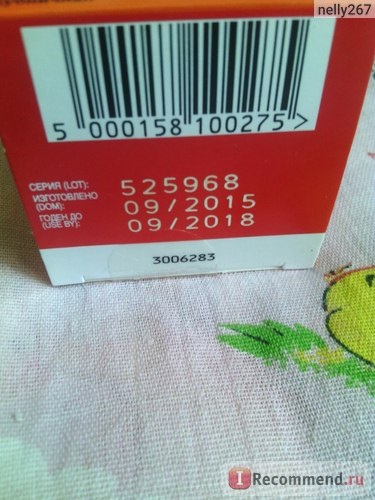 nelly267
5 000158 100275 >
СЕРИЯ (LOT): 525968
ИЗГОТОВЛЕНО
(DOM): 09/2015
ГОДЕН ДО
(USE BY): 09/2018
3006283
IRecommend.ru